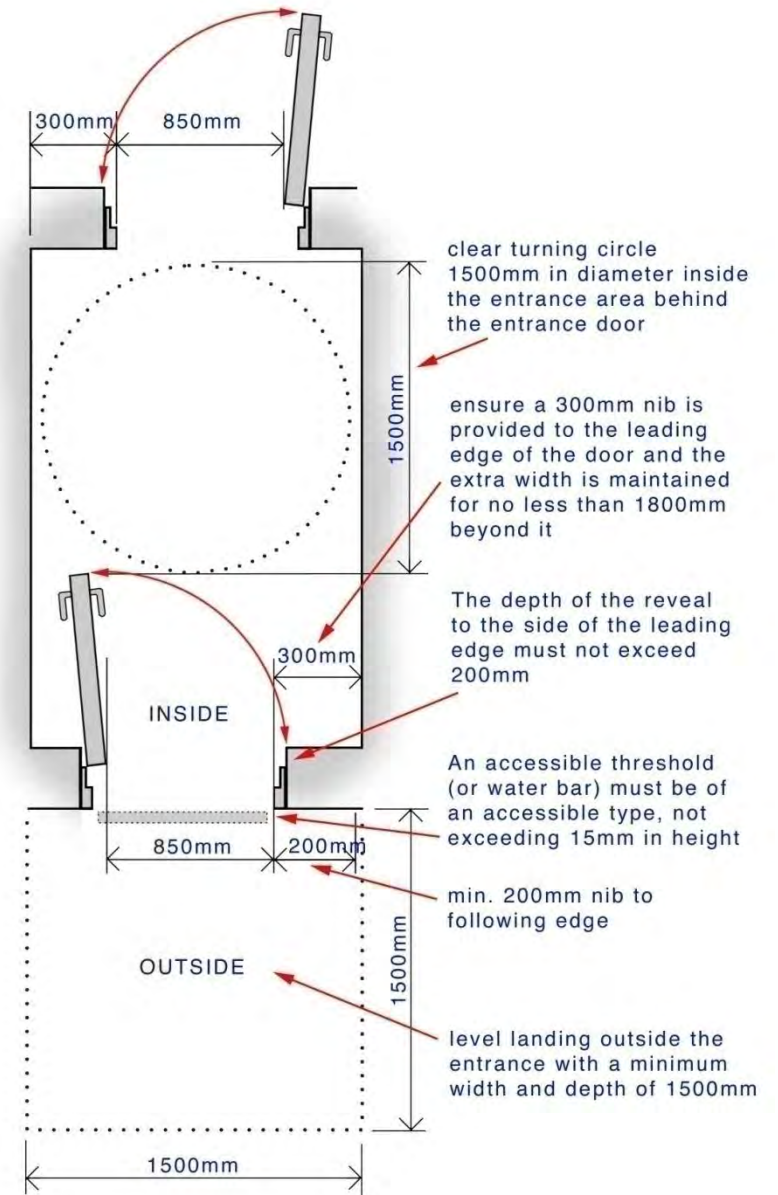 300mm
850mm
clear turning circle
1500mm in diameter inside
the entrance area behind
the entrance door
1500mm
ensure a 300mm nib is
provided to the leading
edge of the door and the
extra width is maintained
for no less than 1800mm
beyond it
The depth of the reveal
to the side of the leading
edge must not exceed
200mm
300mm
INSIDE
An accessible threshold
(or water bar) must be of
an accessible type, not
exceeding 15mm in height
850mm
200mm
min. 200mm nib to
following edge
OUTSIDE
1500mm
level landing outside the
entrance with a minimum
width and depth of 1500mm
1500mm